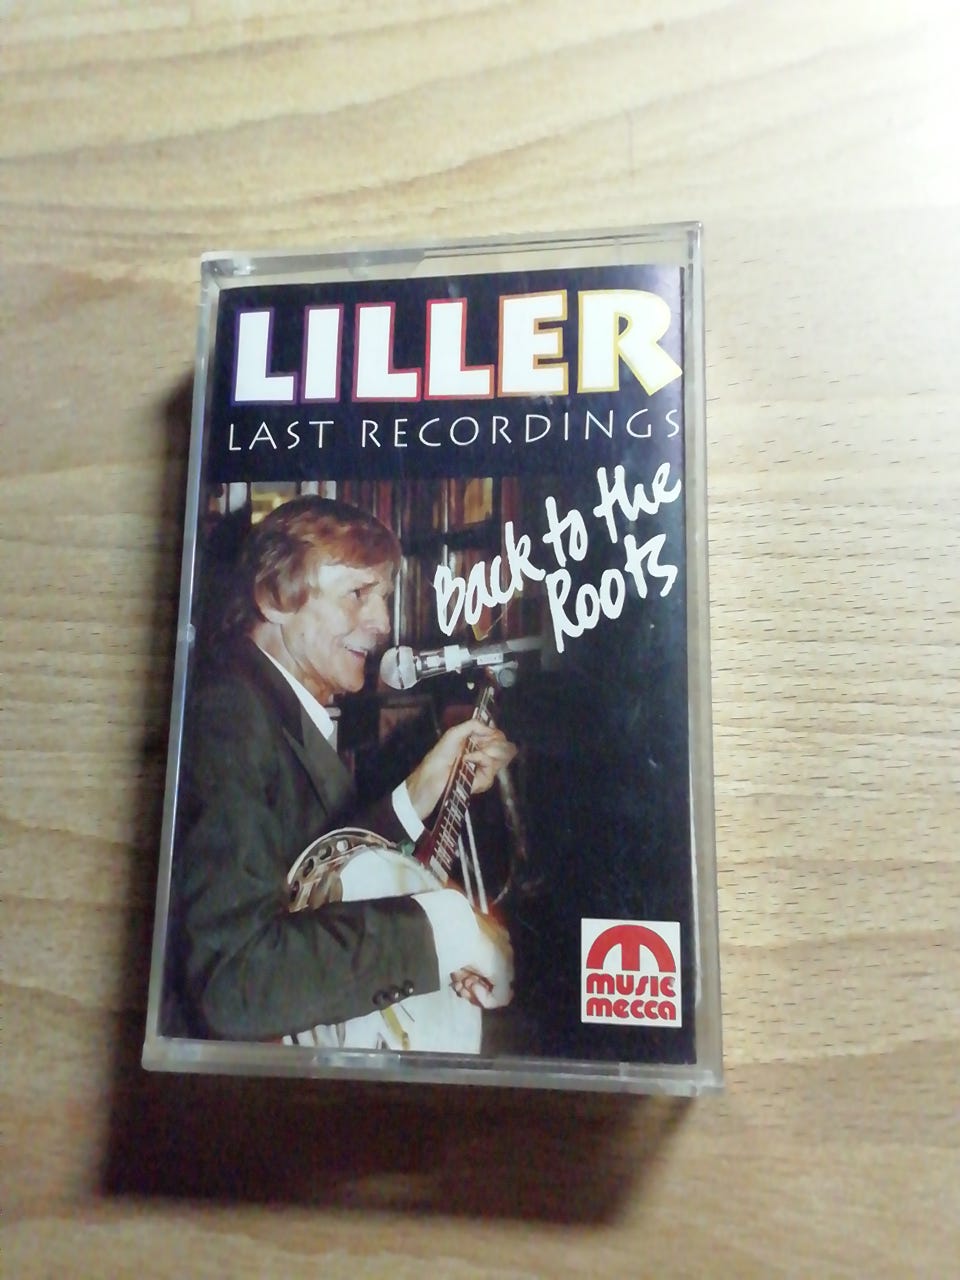 LILLER
LAST RECORDINGS
Back to the
Roots
music
mecca